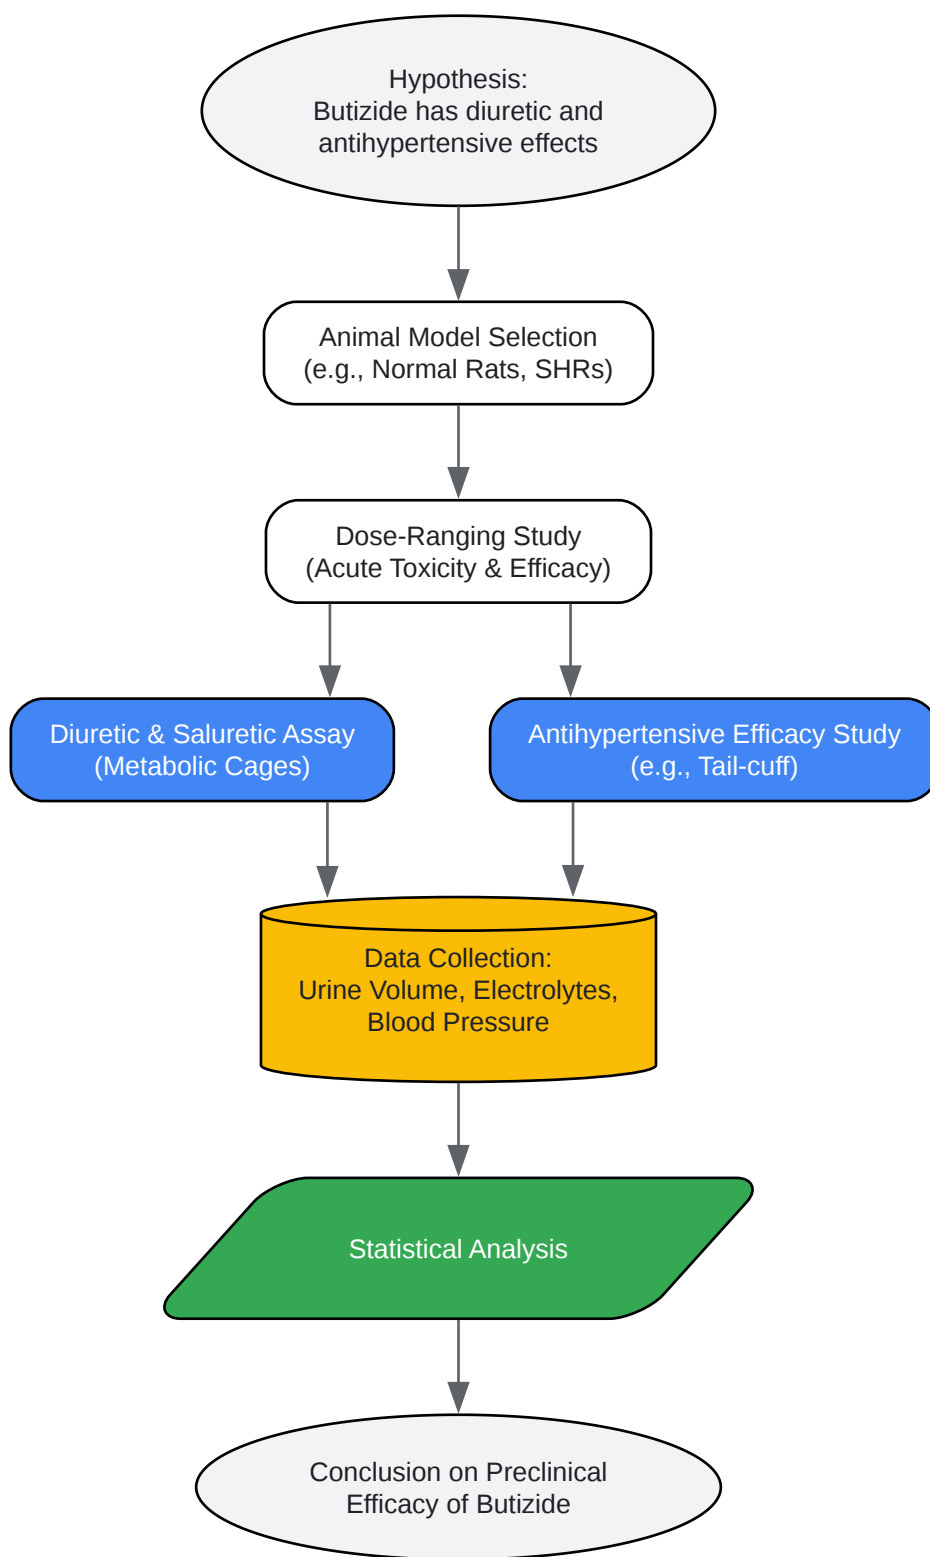 Hypothesis:
Butizide has diuretic and
antihypertensive effects
Animal Model Selection
(e.g., Normal Rats, SHRs)
Dose-Ranging Study
(Acute Toxicity & Efficacy)
Diuretic & Saluretic Assay
(Metabolic Cages)
Antihypertensive Efficacy Study
(e.g., Tail-cuff)
Data Collection:
Urine Volume, Electrolytes,
Blood Pressure
Statistical Analysis
Conclusion on Preclinical
Efficacy of Butizide